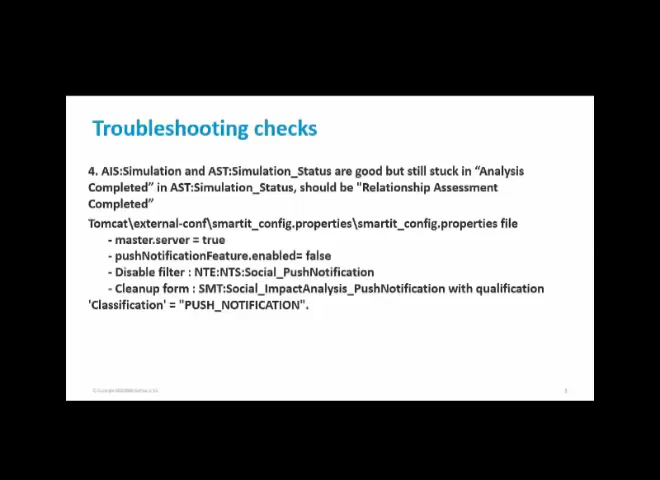 Troubleshooting checks
4. AIS:Simulation and AST:Simulation_Status are good but still stuck in “Analysis
Completed” in AST:Simulation_Status, should be "Relationship Assessment
Completed”
Tomcat\external-conf\smartit_config.properties\smartit_config.properties file
- master.server = true
- pushNotificationFeature.enabled= false
- Disable filter : NTE:NTS:Social_PushNotification
- Cleanup form : SMT:Social_ImpactAnalysis_PushNotification with qualification
'Classification' = "PUSH_NOTIFICATION".
© Copyright